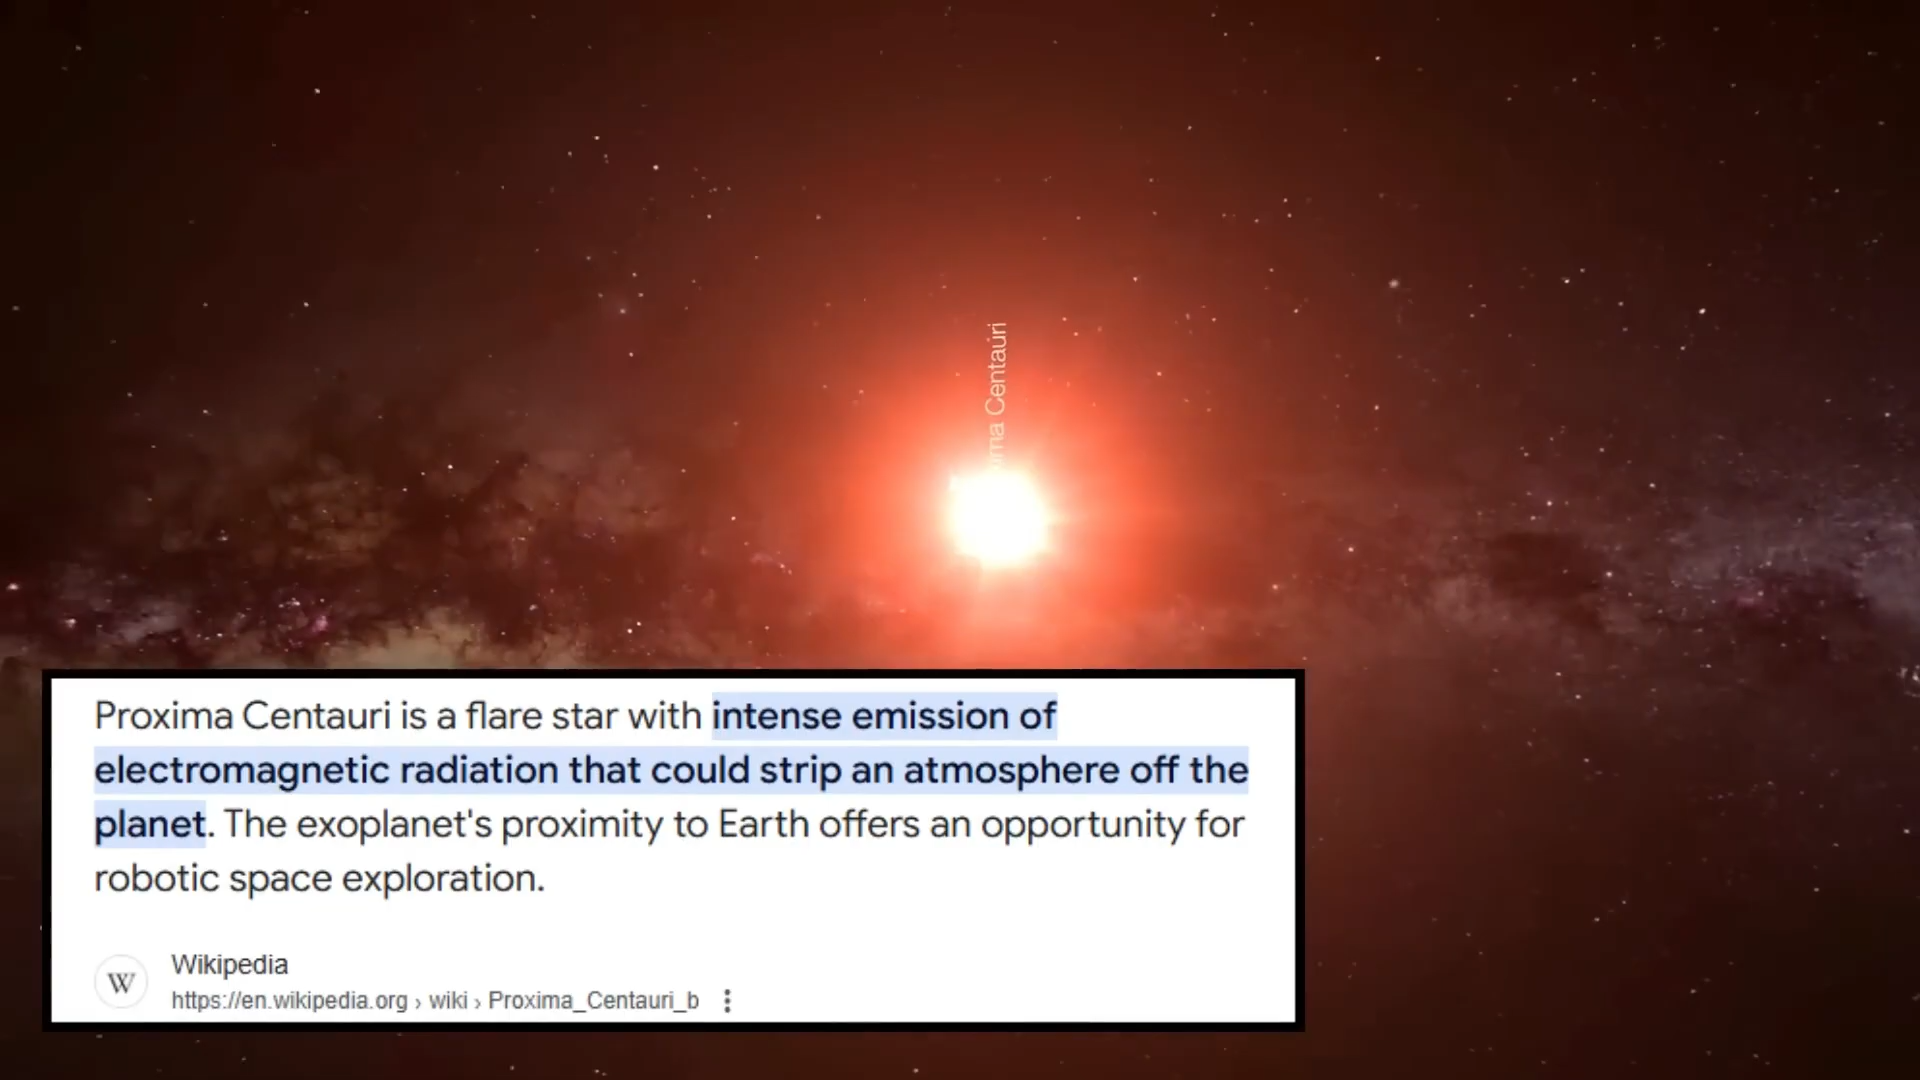 Centauri
Proxima Centauri is a flare star with intense emission of
electromagnetic radiation that could strip an atmosphere off the
planet. The exoplanet's proximity to Earth offers an opportunity for
robotic space exploration.
W
Wikipedia
https://en.wikipedia.org › wiki › Proxima_Centauri_b